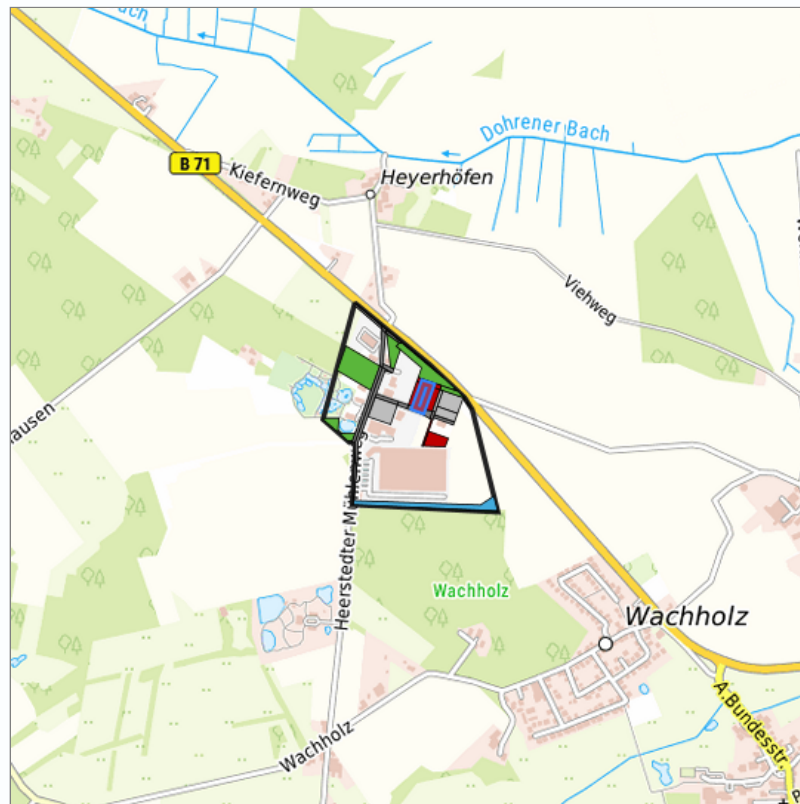 Dohrener Bach
B 71
Kiefernweg
Heyerhöfen
Viehweg
Heerstedter Mühlenweg
Wachholz
Wachholz
Wachholz
A.Bundesstr.